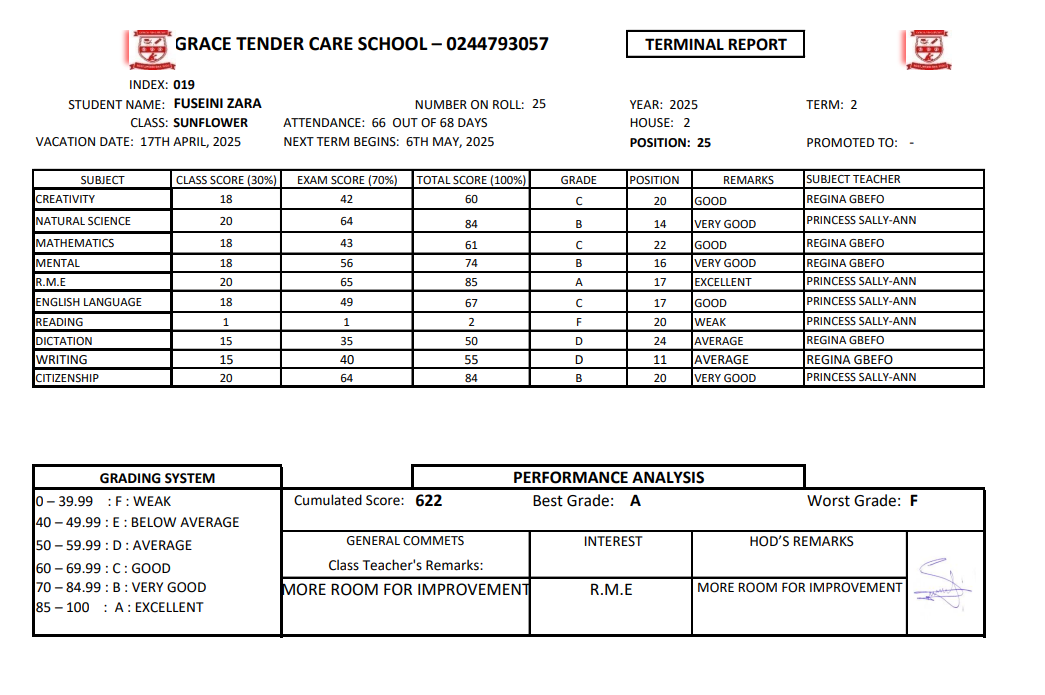 GRACE TENDER CARE SCHOOL – 0244793057 TERMINAL REPORT
INDEX: 019
STUDENT NAME: FUSEINI ZARA NUMBER ON ROLL: 25 YEAR: 2025 TERM: 2
CLASS: SUNFLOWER ATTENDANCE: 66 OUT OF 68 DAYS HOUSE: 2
VACATION DATE: 17TH APRIL, 2025 NEXT TERM BEGINS: 6TH MAY, 2025 POSITION: 25 PROMOTED TO: -
SUBJECT CLASS SCORE (30%) EXAM SCORE (70%) TOTAL SCORE (100%) GRADE POSITION REMARKS SUBJECT TEACHER
CREATIVITY 18 42 60 C 20 GOOD REGINA GBEFO
NATURAL SCIENCE 20 64 84 B 14 VERY GOOD PRINCESS SALLY-ANN
MATHEMATICS 18 43 61 C 22 GOOD REGINA GBEFO
MENTAL 18 56 74 B 16 VERY GOOD REGINA GBEFO
R.M.E 20 65 85 A 17 EXCELLENT PRINCESS SALLY-ANN
ENGLISH LANGUAGE 18 49 67 C 17 GOOD PRINCESS SALLY-ANN
READING 1 1 2 F 20 WEAK PRINCESS SALLY-ANN
DICTATION 15 35 50 D 24 AVERAGE REGINA GBEFO
WRITING 15 40 55 D 11 AVERAGE REGINA GBEFO
CITIZENSHIP 20 64 84 B 20 VERY GOOD PRINCESS SALLY-ANN
GRADING SYSTEM PERFORMANCE ANALYSIS
0 – 39.99 : F : WEAK Cumulated Score: 622 Best Grade: A Worst Grade: F
40 – 49.99 : E : BELOW AVERAGE
50 – 59.99 : D : AVERAGE GENERAL COMMETS INTEREST HOD'S REMARKS
60 – 69.99 : C : GOOD Class Teacher's Remarks:
70 – 84.99 : B : VERY GOOD MORE ROOM FOR IMPROVEMENT R.M.E MORE ROOM FOR IMPROVEMENT
85 – 100 : A : EXCELLENT